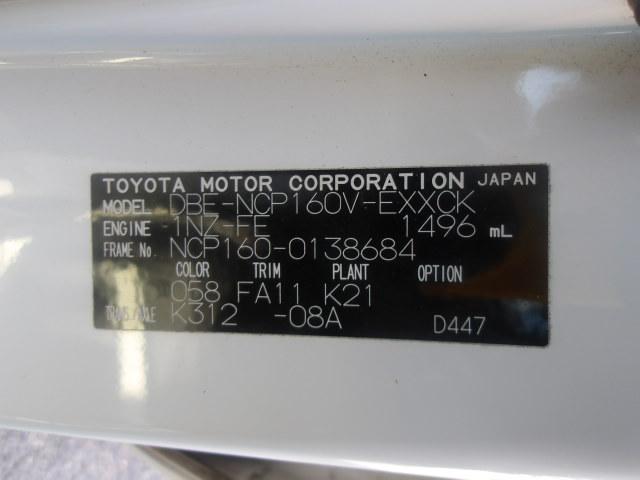 TOYOTA MOTOR CORPORATION JAPAN
MODEL DBE-NCP160V-EXXCK
ENGINE 1NZ-FE 1496 mL
FRAME No. NCP160-0138684
COLOR TRIM PLANT OPTION
058 FA11 K21
TRANS./AXLE K312 -08A D447